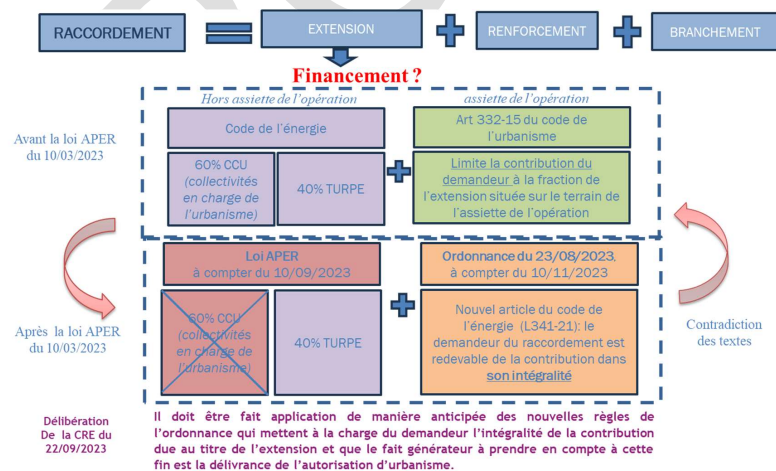 RACCORDEMENT
EXTENSION
RENFORCEMENT
BRANCHEMENT
Financement ?
Hors assiette de l'opération
assiette de l'opération
Avant la loi APER
du 10/03/2023
Code de l'énergie
Art 332-15 du code de
l'urbanisme
60% CCU
(collectivités
en charge de
l'urbanisme)
40% TURPE
Limite la contribution du
demandeur à la fraction de
l'extension située sur le terrain de
l'assiette de l'opération
Loi APER
à compter du 10/09/2023
Ordonnance du 23/08/2023,
à compter du 10/11/2023
Après la loi APER
du 10/03/2023
60% CCU
(collectivités
en charge de
l'urbanisme)
40% TURPE
Nouvel article du code de
l'énergie (L341-21): le
demandeur du raccordement est
redevable de la contribution dans
son intégralité
Contradiction
des textes
Délibération
De la CRE du
22/09/2023
Il doit être fait application de manière anticipée des nouvelles règles de
l'ordonnance qui mettent à la charge du demandeur l'intégralité de la contribution
due au titre de l'extension et que le fait générateur à prendre en compte à cette
fin est la délivrance de l'autorisation d'urbanisme.